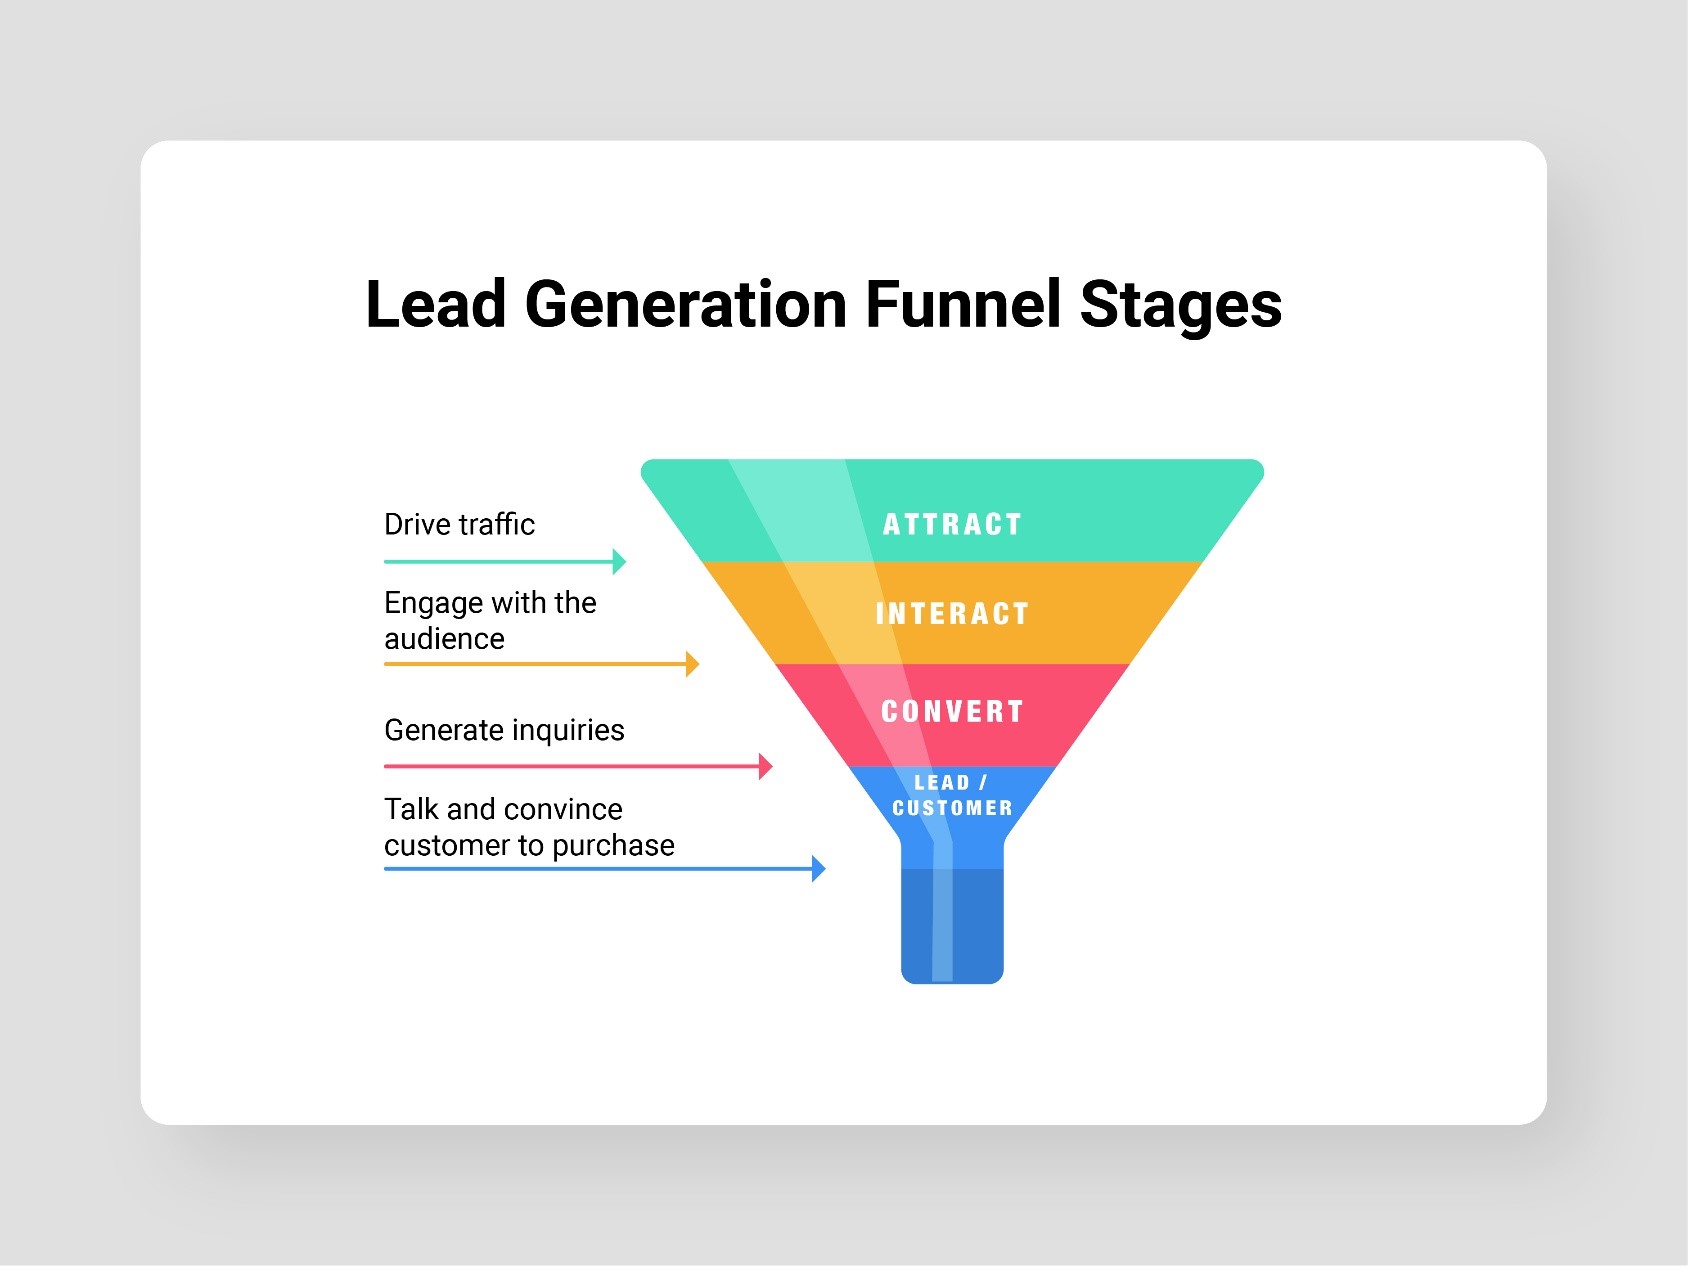 Lead Generation Funnel Stages
Drive traffic
ATTRACT
Engage with the
audience
INTERACT
Generate inquiries
CONVERT
Talk and convince
customer to purchase
LEAD /
CUSTOMER